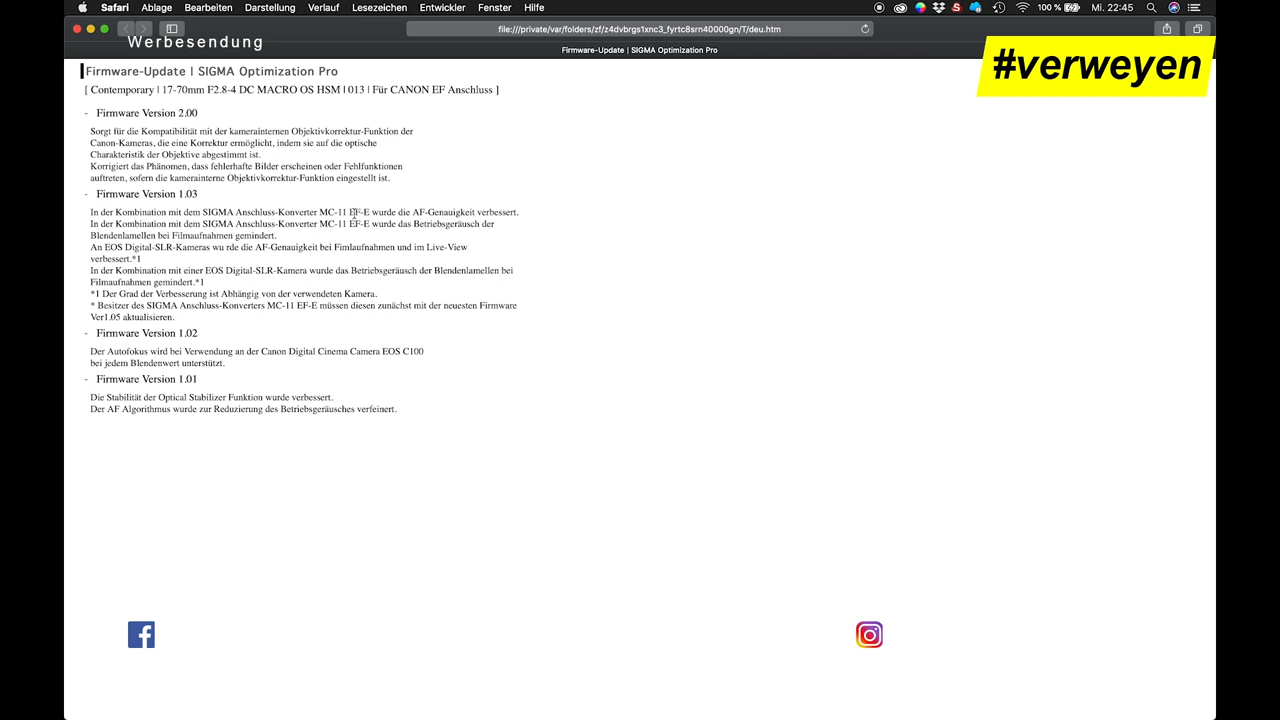 Safari Ablage Bearbeiten Darstellung Verlauf Lesezeichen Entwickler Fenster Hilfe 100 % Mi. 22:45
file:///private/var/folders/zf/z4dvbrgs1xnc3_fyrtc8srn40000gn/T/deu.htm
Werbesendung
Firmware-Update | SIGMA Optimization Pro
#verweyen
Firmware-Update | SIGMA Optimization Pro
[ Contemporary | 17-70mm F2.8-4 DC MACRO OS HSM | 013 | Für CANON EF Anschluss ]
- Firmware Version 2.00
Sorgt für die Kompatibilität mit der kamerainternen Objektivkorrektur-Funktion der
Canon-Kameras, die eine Korrektur ermöglicht, indem sie auf die optische
Charakteristik der Objektive abgestimmt ist.
Korrigiert das Phänomen, dass fehlerhafte Bilder erscheinen oder Fehlfunktionen
auftreten, sofern die kamerainterne Objektivkorrektur-Funktion eingestellt ist.
- Firmware Version 1.03
In der Kombination mit dem SIGMA Anschluss-Konverter MC-11 EF-E wurde die AF-Genauigkeit verbessert.
In der Kombination mit dem SIGMA Anschluss-Konverter MC-11 EF-E wurde das Betriebsgeräusch der
Blendenlamellen bei Filmaufnahmen gemindert.
An EOS Digital-SLR-Kameras wu rde die AF-Genauigkeit bei Fimlaufnahmen und im Live-View
verbessert.*1
In der Kombination mit einer EOS Digital-SLR-Kamera wurde das Betriebsgeräusch der Blendenlamellen bei
Filmaufnahmen gemindert.*1
*1 Der Grad der Verbesserung ist Abhängig von der verwendeten Kamera.
* Besitzer des SIGMA Anschluss-Konverters MC-11 EF-E müssen diesen zunächst mit der neuesten Firmware
Ver1.05 aktualisieren.
- Firmware Version 1.02
Der Autofokus wird bei Verwendung an der Canon Digital Cinema Camera EOS C100
bei jedem Blendenwert unterstützt.
- Firmware Version 1.01
Die Stabilität der Optical Stabilizer Funktion wurde verbessert.
Der AF Algorithmus wurde zur Reduzierung des Betriebsgeräusches verfeinert.